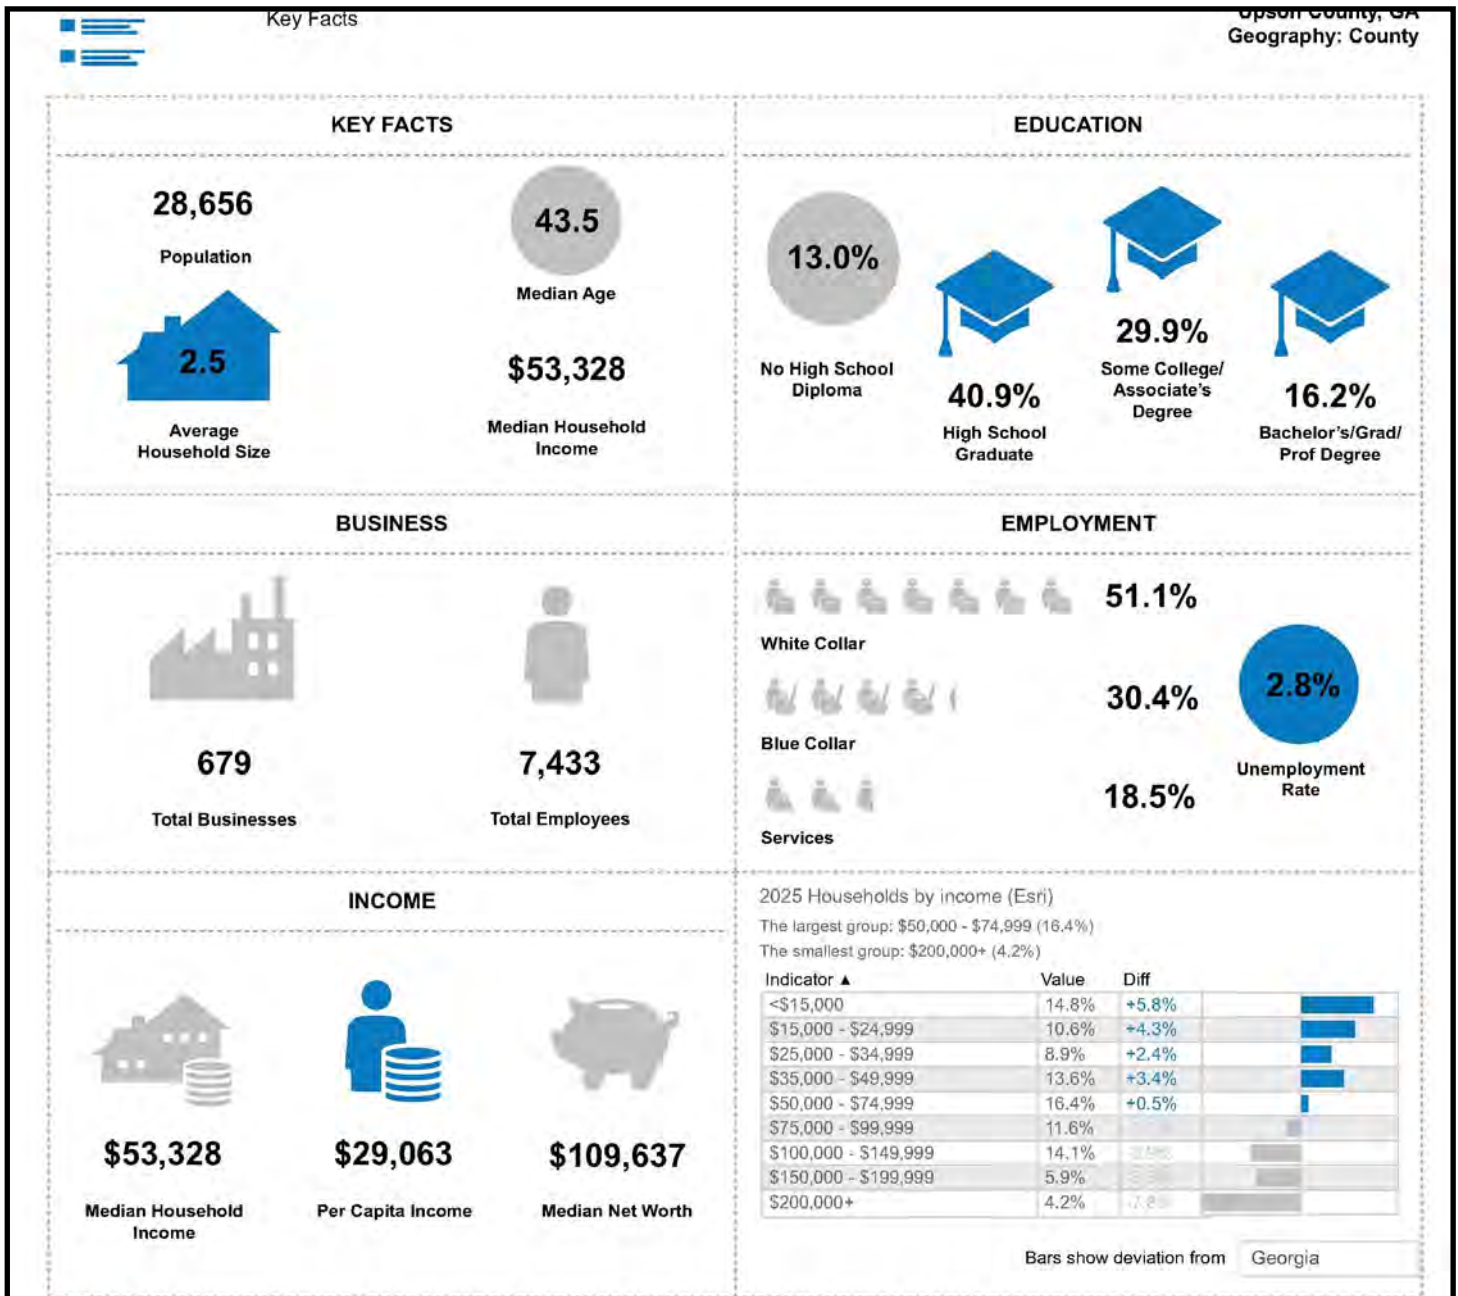 Key Facts
Upson County, GA
Geography: County
KEY FACTS
28,656
Population
43.5
Median Age
2.5
Average
Household Size
$53,328
Median Household
Income
EDUCATION
13.0%
No High School
Diploma
40.9%
High School
Graduate
29.9%
Some College/
Associate's
Degree
16.2%
Bachelor's/Grad/
Prof Degree
BUSINESS
679
Total Businesses
7,433
Total Employees
EMPLOYMENT
51.1%
White Collar
30.4%
Blue Collar
18.5%
Services
2.8%
Unemployment
Rate
INCOME
$53,328
Median Household
Income
$29,063
Per Capita Income
$109,637
Median Net Worth
2025 Households by income (Esri)
The largest group: $50,000 - $74,999 (16.4%)
The smallest group: $200,000+ (4.2%)
Indicator ▲ Value Diff
<$15,000 14.8% +5.8%
$15,000 - $24,999 10.6% +4.3%
$25,000 - $34,999 8.9% +2.4%
$35,000 - $49,999 13.6% +3.4%
$50,000 - $74,999 16.4% +0.5%
$75,000 - $99,999 11.6%
$100,000 - $149,999 14.1%
$150,000 - $199,999 5.9%
$200,000+ 4.2% -7.8%
Bars show deviation from Georgia